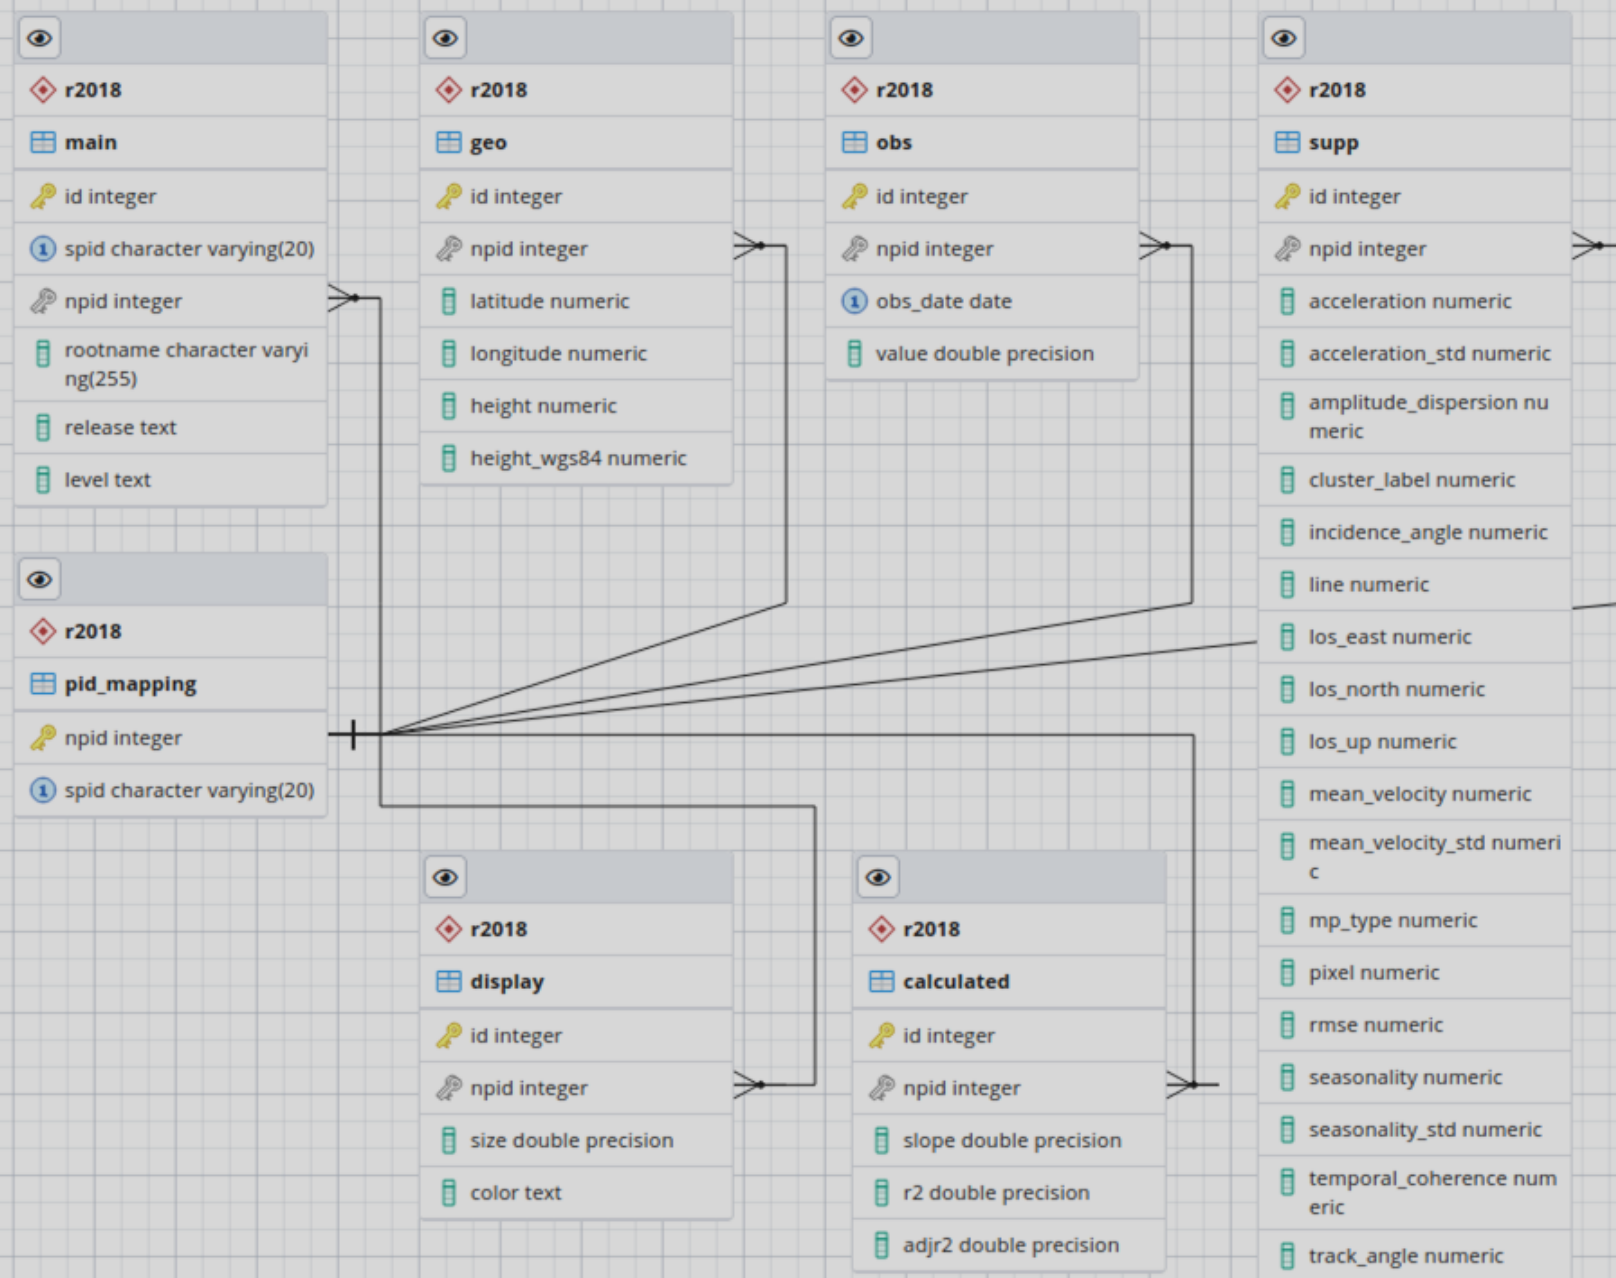 r2018
main
id integer
spid character varying(20)
npid integer
rootname character varyi
ng(255)
release text
level text
r2018
geo
id integer
npid integer
latitude numeric
longitude numeric
height numeric
height_wgs84 numeric
r2018
obs
id integer
npid integer
obs_date date
value double precision
r2018
supp
id integer
npid integer
acceleration numeric
acceleration_std numeric
amplitude_dispersion nu
meric
cluster_label numeric
incidence_angle numeric
line numeric
los_east numeric
los_north numeric
los_up numeric
mean_velocity numeric
mean_velocity_std numeri
c
mp_type numeric
pixel numeric
rmse numeric
seasonality numeric
seasonality_std numeric
temporal_coherence num
eric
track_angle numeric
r2018
pid_mapping
npid integer
spid character varying(20)
r2018
display
id integer
npid integer
size double precision
color text
r2018
calculated
id integer
npid integer
slope double precision
r2 double precision
adjr2 double precision